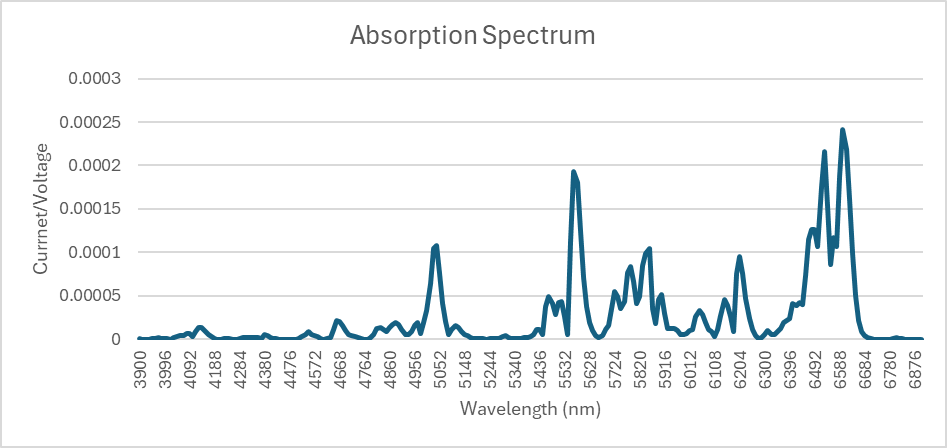 Absorption Spectrum
0.0003
0.00025
0.0002
0.00015
0.0001
0.00005
0
Currnet/Voltage
3900 3996 4092 4188 4284 4380 4476 4572 4668 4764 4860 4956 5052 5148 5244 5340 5436 5532 5628 5724 5820 5916 6012 6108 6204 6300 6396 6492 6588 6684 6780 6876
Wavelength (nm)